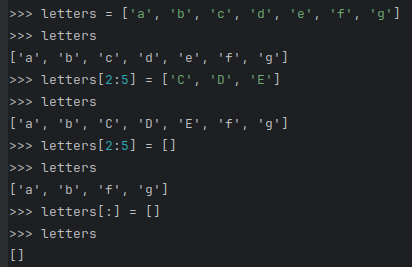 >>> letters = ['a', 'b', 'c', 'd', 'e', 'f', 'g']
>>> letters
['a', 'b', 'c', 'd', 'e', 'f', 'g']
>>> letters[2:5] = ['C', 'D', 'E']
>>> letters
['a', 'b', 'C', 'D', 'E', 'f', 'g']
>>> letters[2:5] = []
>>> letters
['a', 'b', 'f', 'g']
>>> letters[:] = []
>>> letters
[]